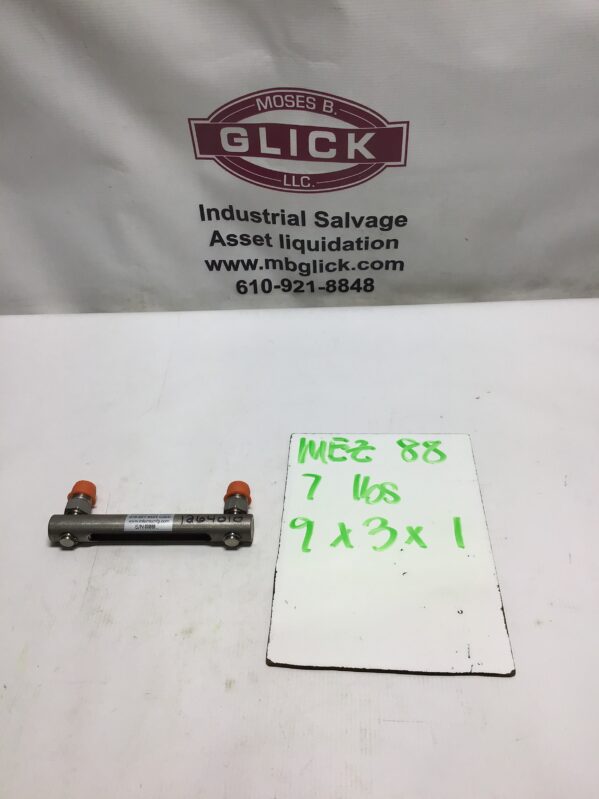 MOSES B.
GLICK
LLC.
Industrial Salvage
Asset liquidation
www.mbglick.com
610-921-8848
MEZ 88
7 lbs
9 x 3 x 1
1264010